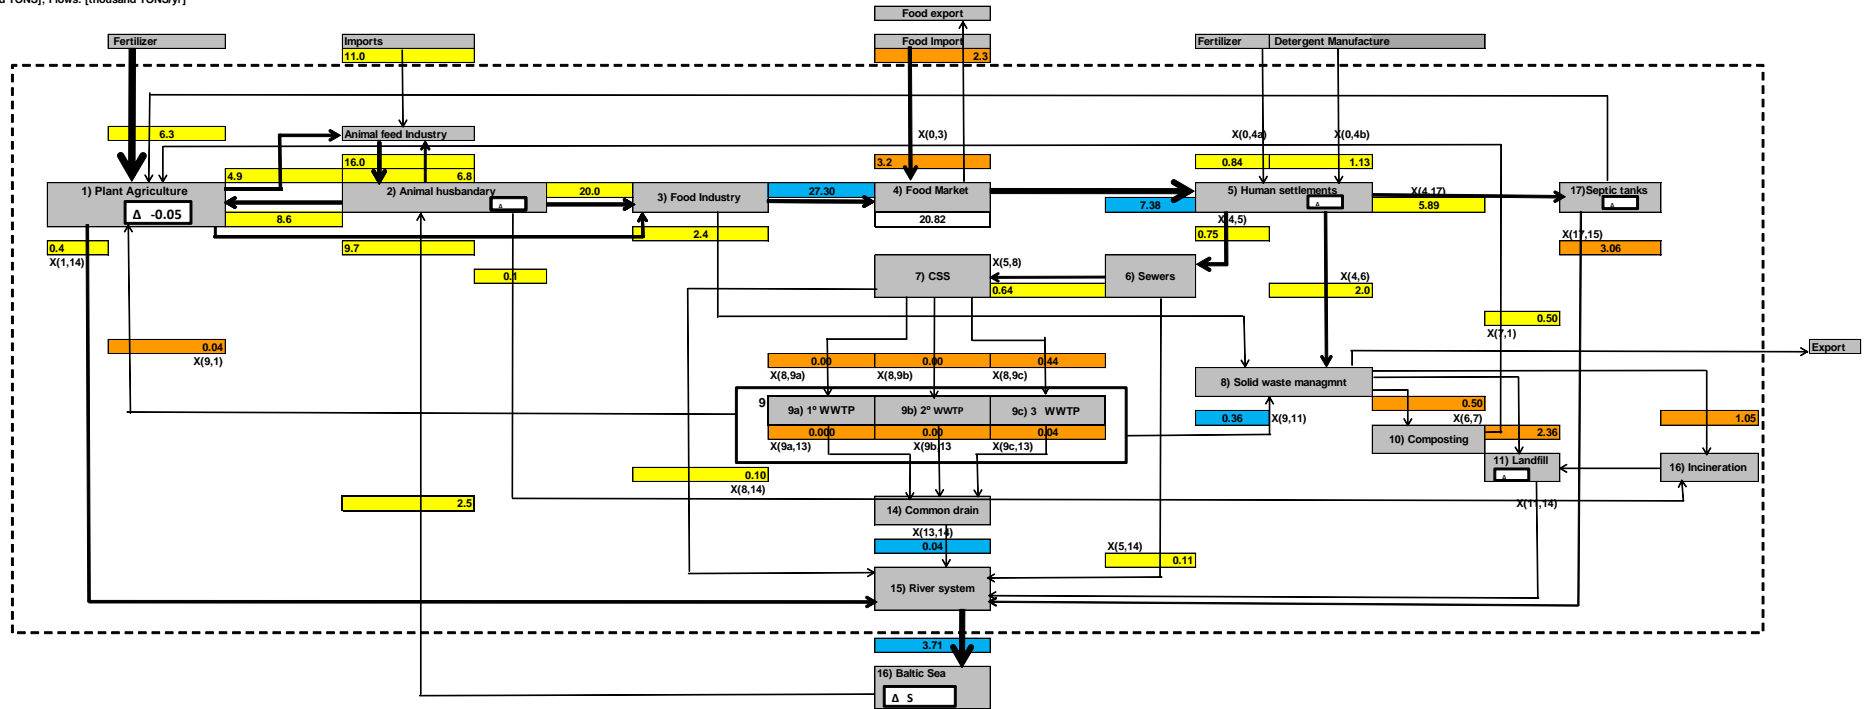 TONS], Flows: [thousand TONS/yr]
Food export
Fertilizer
Imports
Food Import
Fertilizer
Detergent Manufacture
11.0
2.3
6.3
Animal feed Industry
X(0,3)
X(0,4a)
X(0,4b)
16.0
3.2
0.84
1.13
4.9
6.8
1) Plant Agriculture
2) Animal husbandary
20.0
3) Food Industry
27.30
4) Food Market
5) Human settlements
X(4,17)
17)Septic tanks
Δ -0.05
Δ
7.38
Δ
5.89
Δ
8.6
20.82
X(4,5)
2.4
0.75
X(17,15)
0.4
9.7
3.06
X(1,14)
0.1
7) CSS
X(5,8)
6) Sewers
X(4,6)
0.64
2.0
0.50
X(7,1)
0.04
X(9,1)
Export
0.00
0.00
0.44
X(8,9a)
X(8,9b)
X(8,9c)
8) Solid waste managmnt
9
9a) 1º WWTP
9b) 2º WWTP
9c) 3 WWTP
0.50
0.36
X(9,11)
X(6,7)
1.05
0.000
0.00
0.04
10) Composting
2.36
X(9a,13)
X(9b,13
X(9c,13)
11) Landfill
16) Incineration
0.10
Δ
X(8,14)
2.5
X(11,14)
14) Common drain
X(13,14)
0.04
X(5,14)
0.11
15) River system
3.71
16) Baltic Sea
Δ S